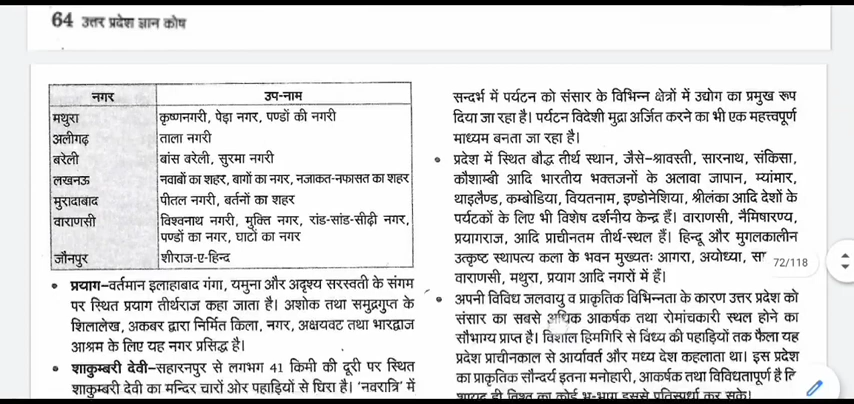 64 उत्तर प्रदेश ज्ञान कोष
नगर उप-नाम
मथुरा कृष्णनगरी, पेड़ा नगर, पण्डों की नगरी
अलीगढ़ ताला नगरी
बरेली बांस बरेली, सुरमा नगरी
लखनऊ नवाबों का शहर, बागों का नगर, नजाकत-नफासत का शहर
मुरादाबाद पीतल नगरी, बर्तनों का शहर
वाराणसी विश्वनाथ नगरी, मुक्ति नगर, रांड-सांड-सीढ़ी नगर,
पण्डों का नगर, घाटों का नगर
जौनपुर शीराज-ए-हिन्द
• प्रयाग–वर्तमान इलाहाबाद गंगा, यमुना और अदृश्य सरस्वती के संगम
पर स्थित प्रयाग तीर्थराज कहा जाता है। अशोक तथा समुद्रगुप्त के
शिलालेख, अकबर द्वारा निर्मित किला, नगर, अक्षयवट तथा भारद्वाज
आश्रम के लिए यह नगर प्रसिद्ध है।
• शाकुम्बरी देवी–सहारनपुर से लगभग 41 किमी की दूरी पर स्थित
शाकुम्बरी देवी का मन्दिर चारों ओर पहाड़ियों से घिरा है। 'नवरात्रि' में
सन्दर्भ में पर्यटन को संसार के विभिन्न क्षेत्रों में उद्योग का प्रमुख रूप
दिया जा रहा है। पर्यटन विदेशी मुद्रा अर्जित करने का भी एक महत्त्वपूर्ण
माध्यम बनता जा रहा है।
• प्रदेश में स्थित बौद्ध तीर्थ स्थान, जैसे–श्रावस्ती, सारनाथ, संकिसा,
कौशाम्बी आदि भारतीय भक्तजनों के अलावा जापान, म्यांमार,
थाइलैण्ड, कम्बोडिया, वियतनाम, इण्डोनेशिया, श्रीलंका आदि देशों के
पर्यटकों के लिए भी विशेष दर्शनीय केन्द्र हैं। वाराणसी, नैमिषारण्य,
प्रयागराज, आदि प्राचीनतम तीर्थ-स्थल हैं। हिन्दू और मुगलकालीन
उत्कृष्ट स्थापत्य कला के भवन मुख्यतः आगरा, अयोध्या,
72/118
वाराणसी, मथुरा, प्रयाग आदि नगरों में हैं।
• अपनी विविध जलवायु व प्राकृतिक विभिन्नता के कारण उत्तर प्रदेश को
संसार का सबसे अधिक आकर्षक तथा रोमांचकारी स्थल होने का
सौभाग्य प्राप्त है। विशाल हिमगिरि से विंध्य की पहाड़ियों तक फैला यह
प्रदेश प्राचीनकाल से आर्यावर्त और मध्य देश कहलाता था। इस प्रदेश
का प्राकृतिक सौन्दर्य इतना मनोहारी, आकर्षक तथा विविधतापूर्ण है
शायद ही विश्व का कोई भू-भाग इससे प्रतिस्पर्धा कर सके।